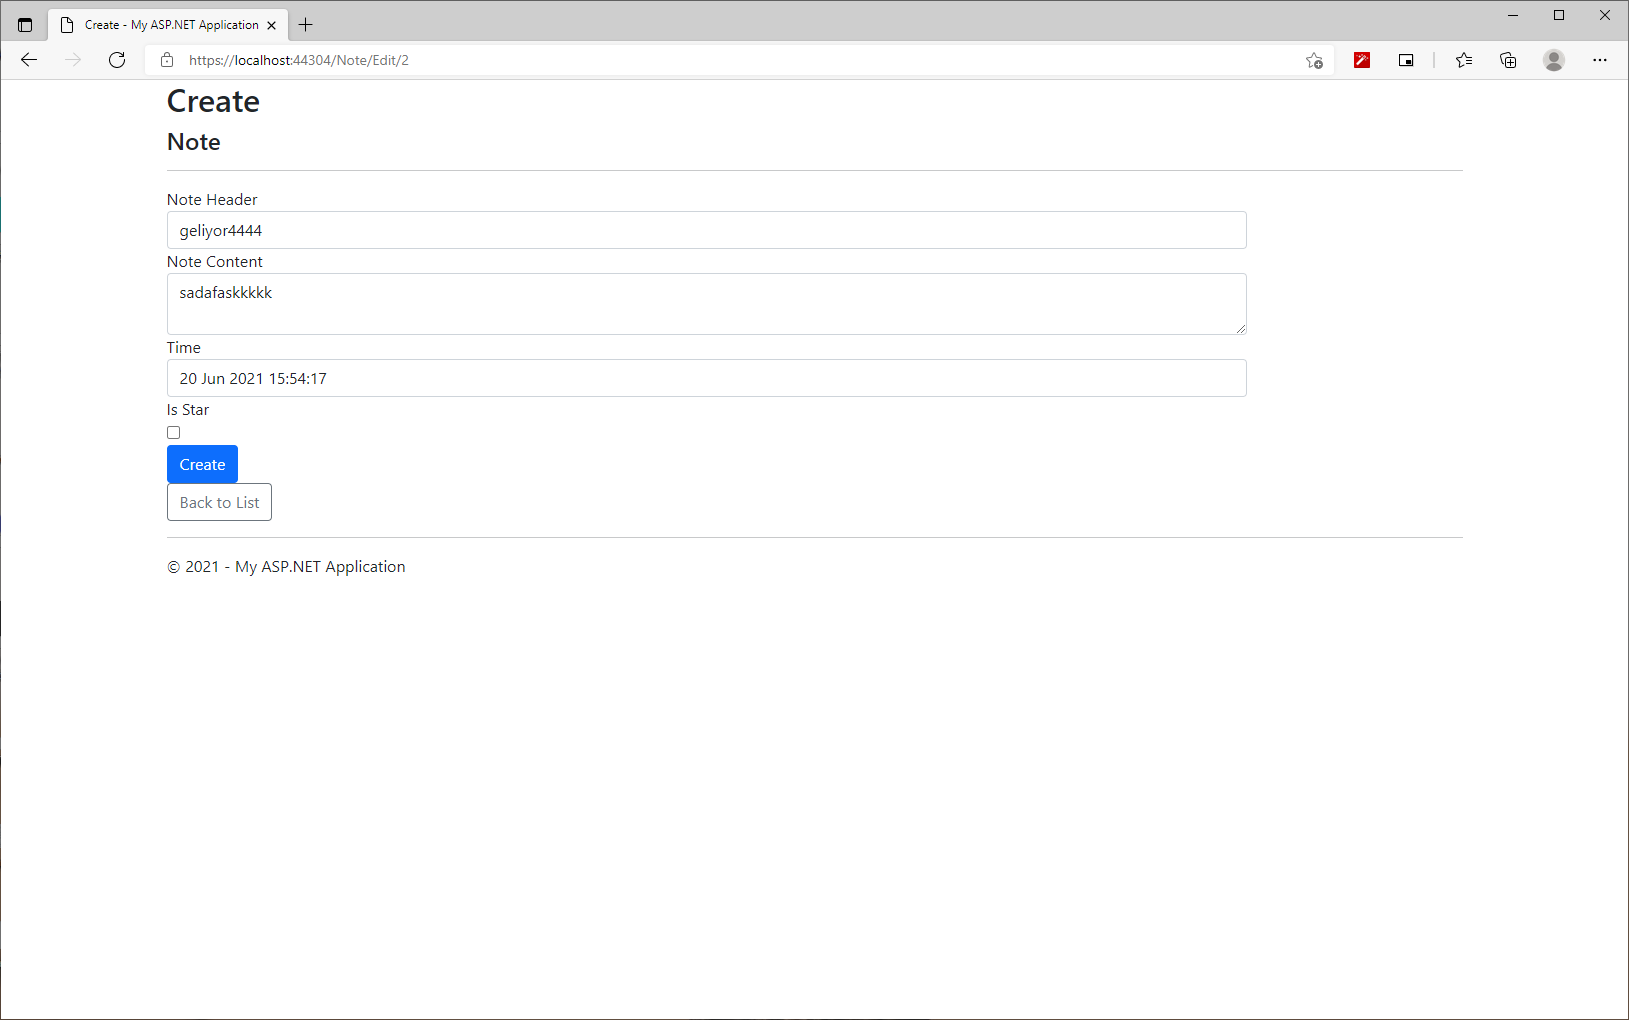 Create - My ASP.NET Application
https://localhost:44304/Note/Edit/2
Create
Note
Note Header
geliyor4444
Note Content
sadafaskkkkk
Time
20 Jun 2021 15:54:17
Is Star
Create
Back to List
© 2021 - My ASP.NET Application